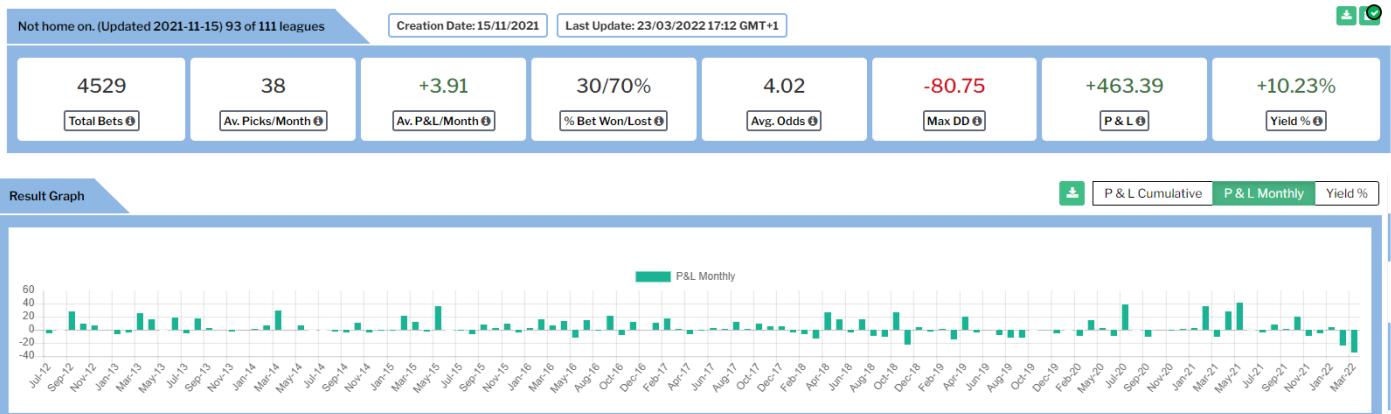 Not home on. (Updated 2021-11-15) 93 of 111 leagues
Creation Date: 15/11/2021
Last Update: 23/03/2022 17:12 GMT+1
4529
38
+3.91
30/70%
4.02
-80.75
+463.39
+10.23%
Total Bets
Av. Picks/Month
Av. P&L/Month
% Bet Won/Lost
Avg. Odds
Max DD
P & L
Yield %
Result Graph
P & L Cumulative
P & L Monthly
Yield %
P&L Monthly
60
40
20
0
-20
-40
Jul-12
Sep-12
Nov-12
Jan-13
Mar-13
May-13
Jul-13
Sep-13
Nov-13
Jan-14
Mar-14
May-14
Jul-14
Sep-14
Nov-14
Jan-15
Mar-15
May-15
Jul-15
Sep-15
Nov-15
Jan-16
Mar-16
May-16
Aug-16
Oct-16
Dec-16
Feb-17
Apr-17
Jun-17
Aug-17
Oct-17
Dec-17
Feb-18
Apr-18
Jun-18
Aug-18
Oct-18
Dec-18
Feb-19
Apr-19
Jun-19
Aug-19
Oct-19
Dec-19
Feb-20
May-20
Jul-20
Sep-20
Nov-20
Jan-21
Mar-21
May-21
Jul-21
Sep-21
Nov-21
Jan-22
Mar-22